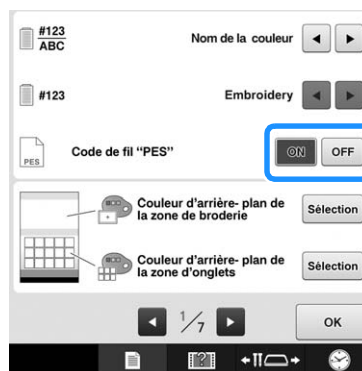 #123
ABC
Nom de la couleur
#123
Embroidery
PES
Code de fil "PES"
ON
OFF
Couleur d'arrière- plan de
la zone de broderie
Sélection
Couleur d'arrière- plan de
la zone d'onglets
Sélection
1/7
OK